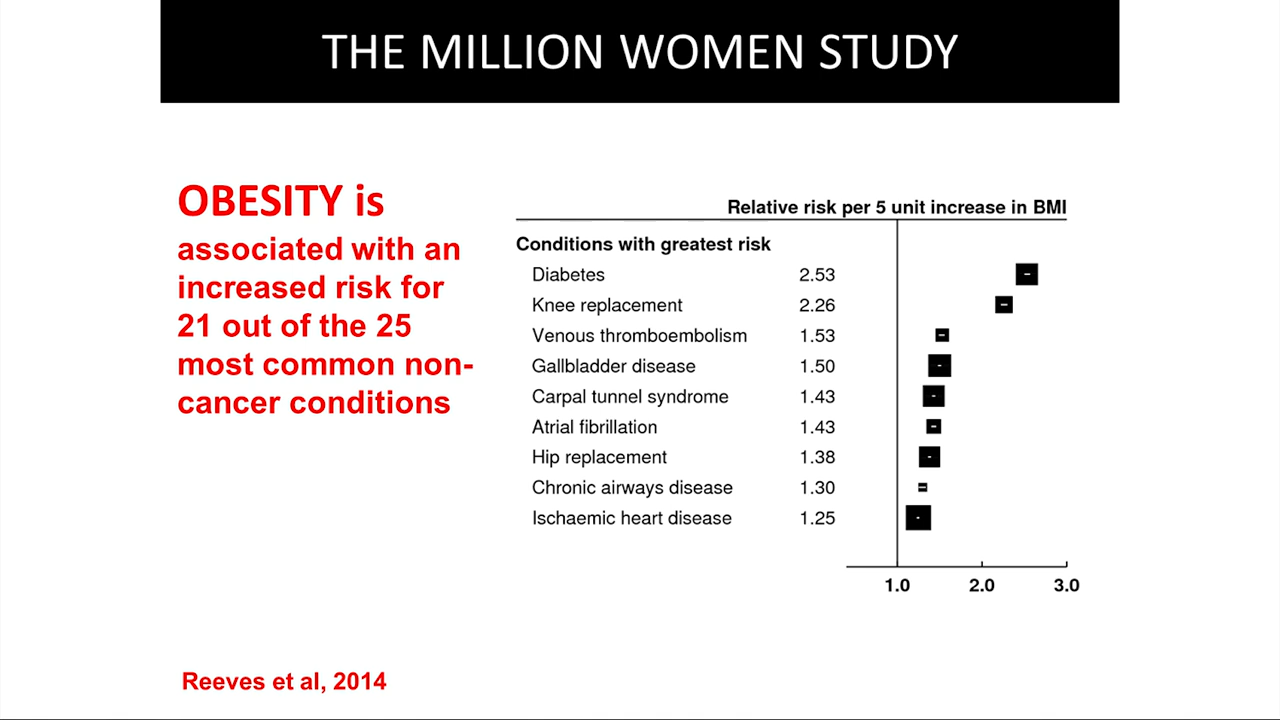 THE MILLION WOMEN STUDY
OBESITY is
associated with an
increased risk for
21 out of the 25
most common non-
cancer conditions
Relative risk per 5 unit increase in BMI
Conditions with greatest risk
Diabetes 2.53
Knee replacement 2.26
Venous thromboembolism 1.53
Gallbladder disease 1.50
Carpal tunnel syndrome 1.43
Atrial fibrillation 1.43
Hip replacement 1.38
Chronic airways disease 1.30
Ischaemic heart disease 1.25
1.0 2.0 3.0
Reeves et al, 2014